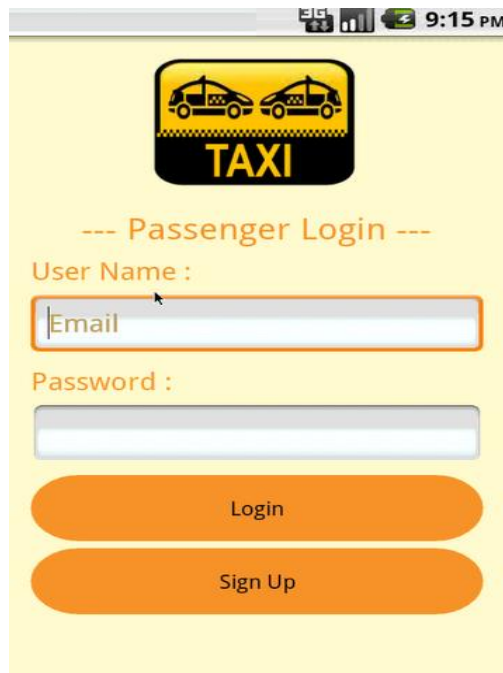 9:15 PM
TAXI
--- Passenger Login ---
User Name :
Email
Password :
Login
Sign Up